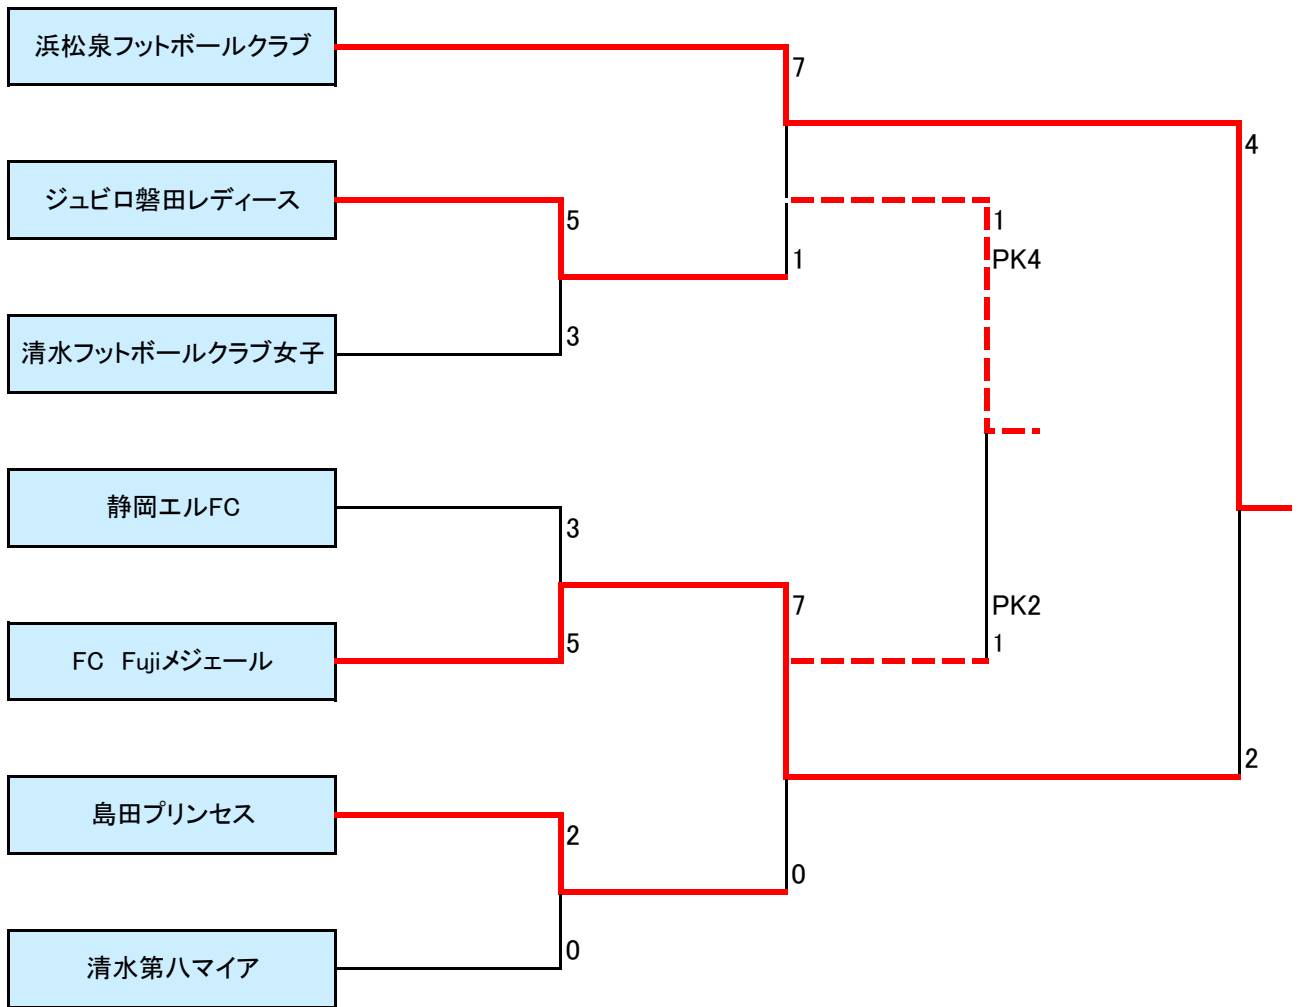 浜松泉フットボールクラブ
7
4
ジュビロ磐田レディース
5
1
1
PK4
3
清水フットボールクラブ女子
静岡エルFC
3
7
PK2
5
1
FC Fujiメジェール
2
島田プリンセス
2
0
0
清水第八マイア